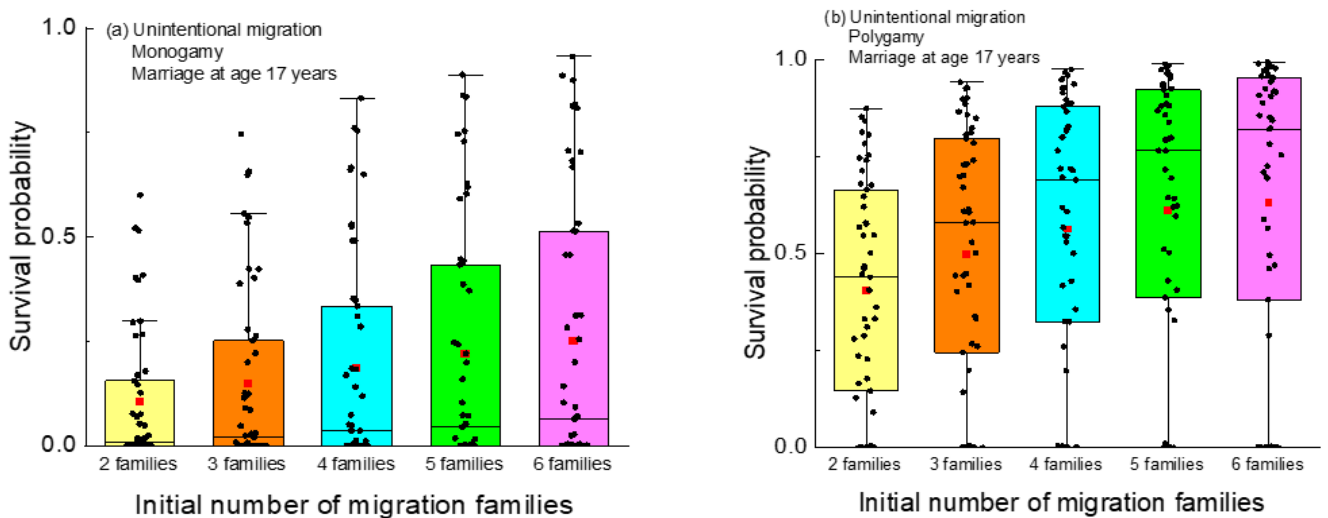 (a) Unintentional migration
Monogamy
Marriage at age 17 years
1.0
0.5
0.0
Survival probability
2 families 3 families 4 families 5 families 6 families
Initial number of migration families
(b) Unintentional migration
Polygamy
Marriage at age 17 years
1.0
0.5
0.0
Survival probability
2 families 3 families 4 families 5 families 6 families
Initial number of migration families